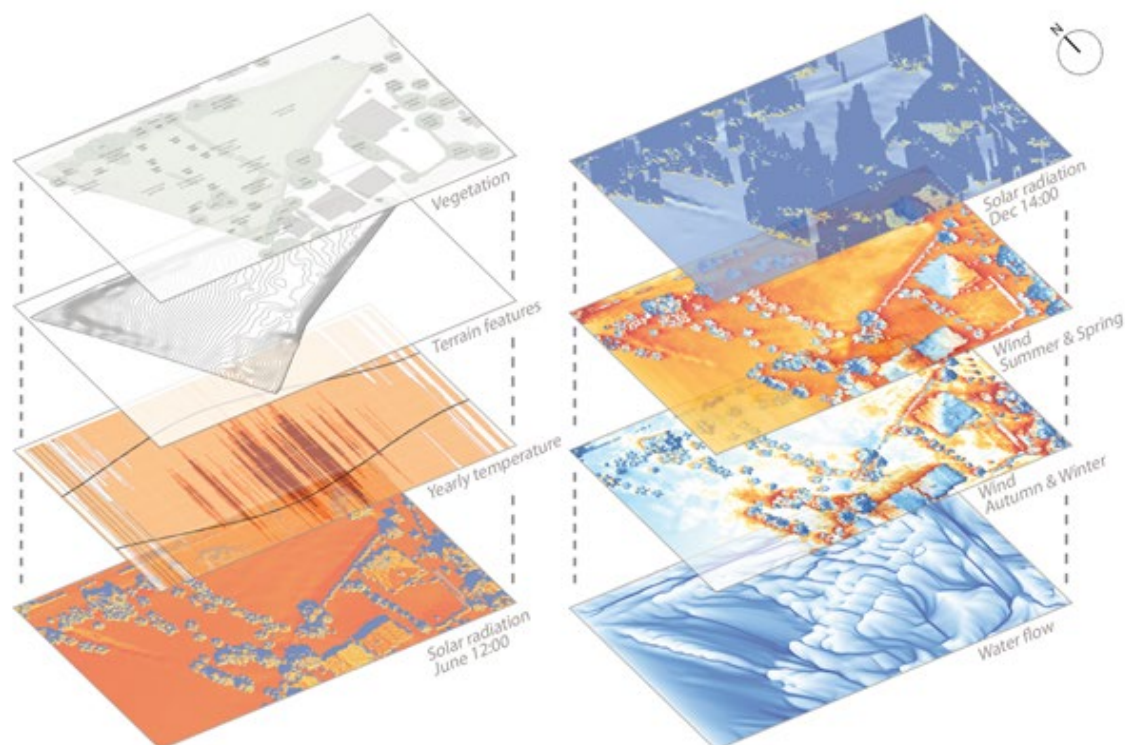 N
Vegetation
Terrain features
Yearly temperature
Solar radiation
June 12:00
Solar radiation
Dec 14:00
Wind
Summer & Spring
Wind
Autumn & Winter
Water flow